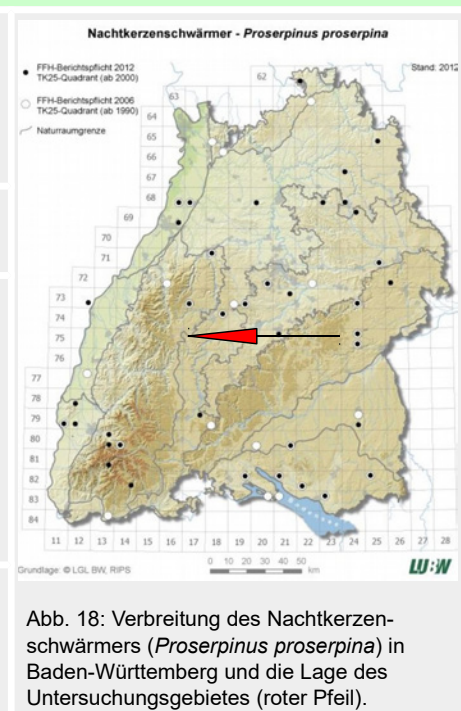 Nachtkerzenschwärmer - Proserpinus proserpina
FFH-Berichtspflicht 2012
TK25-Quadrant (ab 2000)
Stand: 2012
FFH-Berichtspflicht 2006
TK25-Quadrant (ab 1990)
Naturraumgrenze
62
63
64
65
66
67
68
69
70
71
72
73
74
75
76
77
78
79
80
81
82
83
84
11 12 13 14 15 16 17 18 19 20 21 22 23 24 25 26 27 28
0 10 20 30 40 50
km
Grundlage: © LGL BW, RIPS
LU:W
Abb. 18: Verbreitung des Nachtkerzen-
schwärmers (Proserpinus proserpina) in
Baden-Württemberg und die Lage des
Untersuchungsgebietes (roter Pfeil).